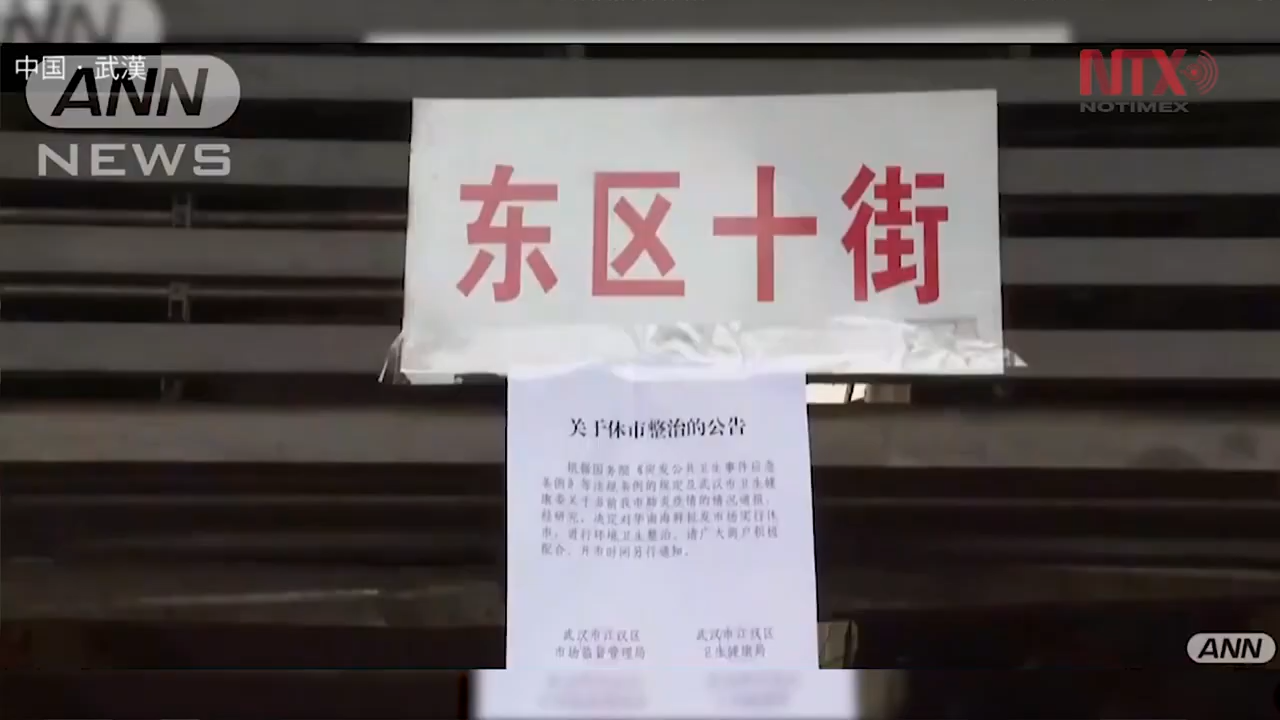 ANN
中国・武漢
ANN
NEWS
NTX
NOTIMEX
东区十街
关于休市整治的公告
根据国务院《突发公共卫生事件应急
条例》等法规条例的规定及武汉市卫生健
康委关于当前我市肺炎疫情的情况通报，
经研究，决定对华南海鲜批发市场实行休
市，进行环境卫生整治。请广大商户积极
配合，开市时间另行通知。
武汉市江汉区 武汉市江汉区
市场监督管理局 卫生健康局
ANN